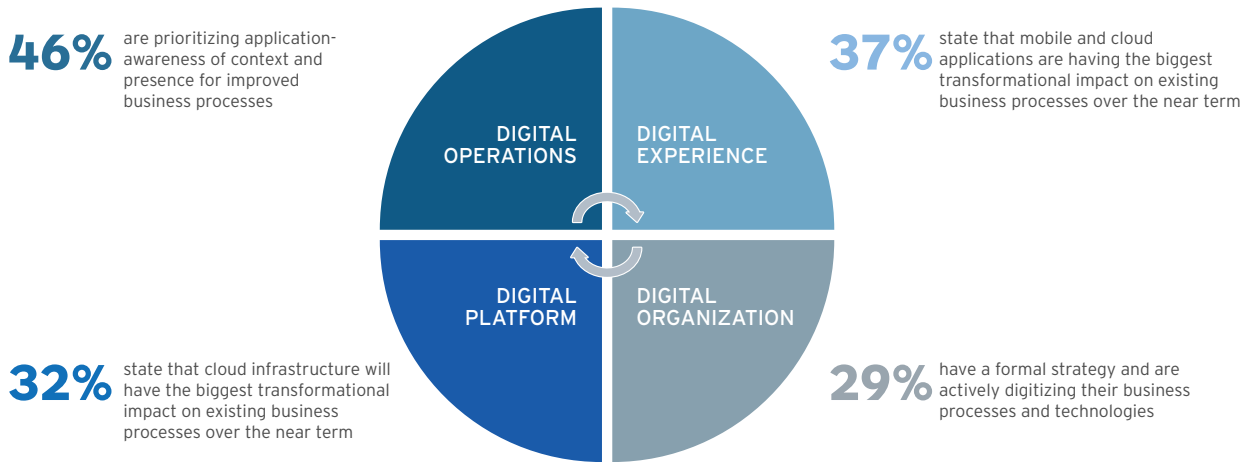 46%
are prioritizing application-
awareness of context and
presence for improved
business processes
37%
state that mobile and cloud
applications are having the biggest
transformational impact on existing
business processes over the near term
DIGITAL
OPERATIONS
DIGITAL
EXPERIENCE
DIGITAL
PLATFORM
DIGITAL
ORGANIZATION
32%
state that cloud infrastructure will
have the biggest transformational
impact on existing business
processes over the near term
29%
have a formal strategy and are
actively digitizing their business
processes and technologies